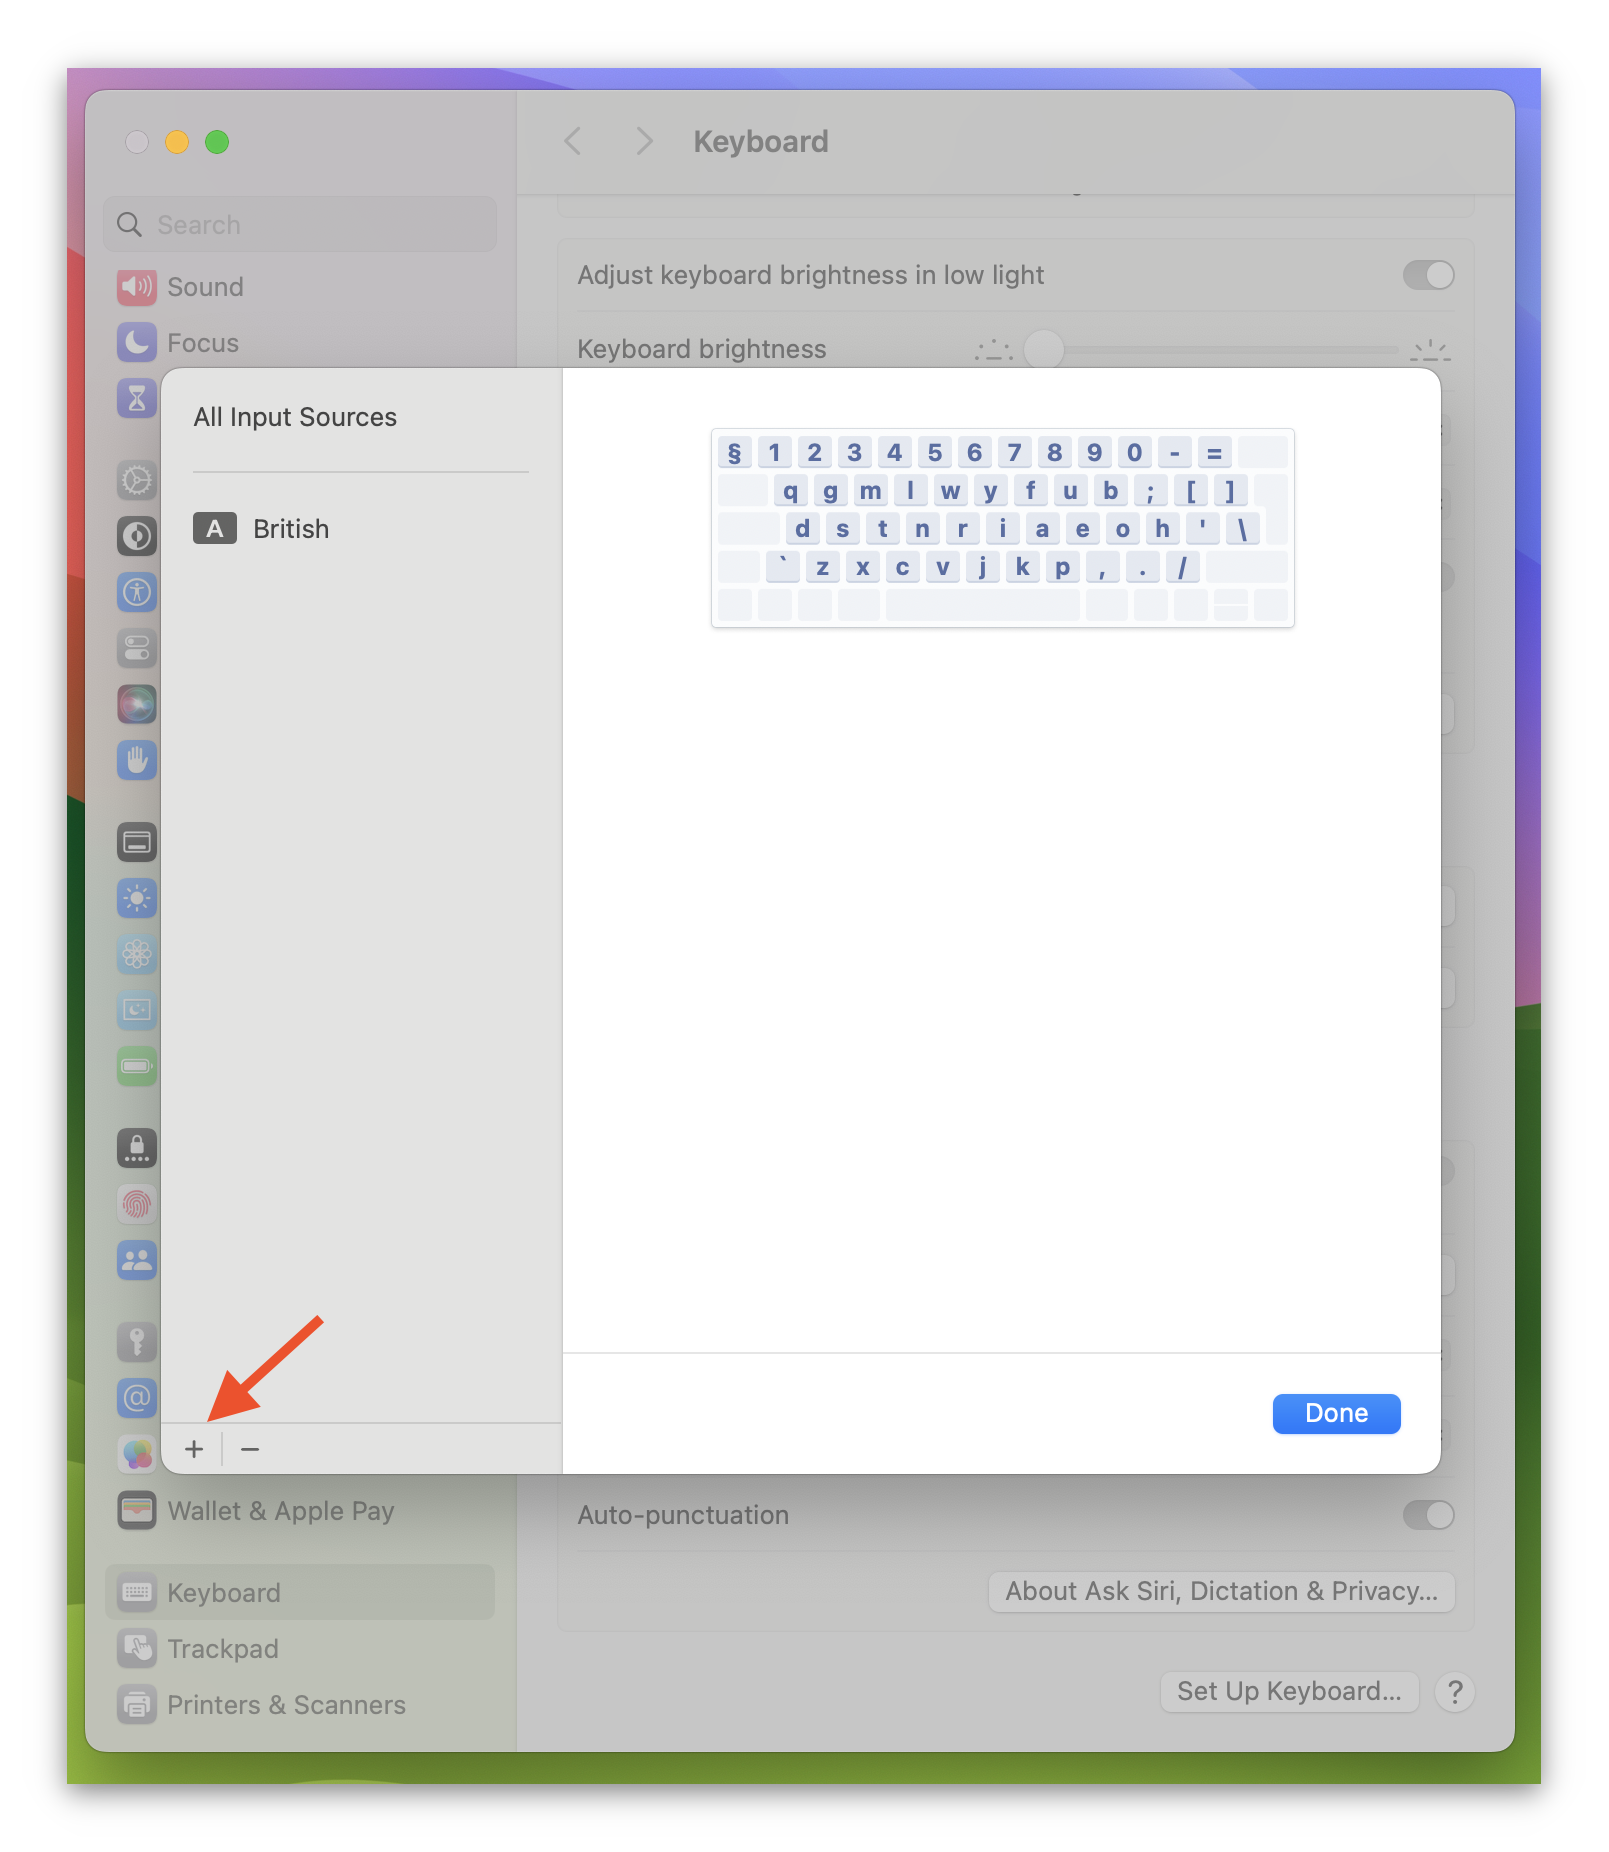 Keyboard
Search
Sound
Focus
Adjust keyboard brightness in low light
Keyboard brightness
All Input Sources
A British
§ 1 2 3 4 5 6 7 8 9 0 - =
q g m l w y f u b ; [ ]
d s t n r i a e o h ' \
` z x c v j k p , . /
Done
+ −
Wallet & Apple Pay
Auto-punctuation
Keyboard
About Ask Siri, Dictation & Privacy...
Trackpad
Set Up Keyboard... ?
Printers & Scanners